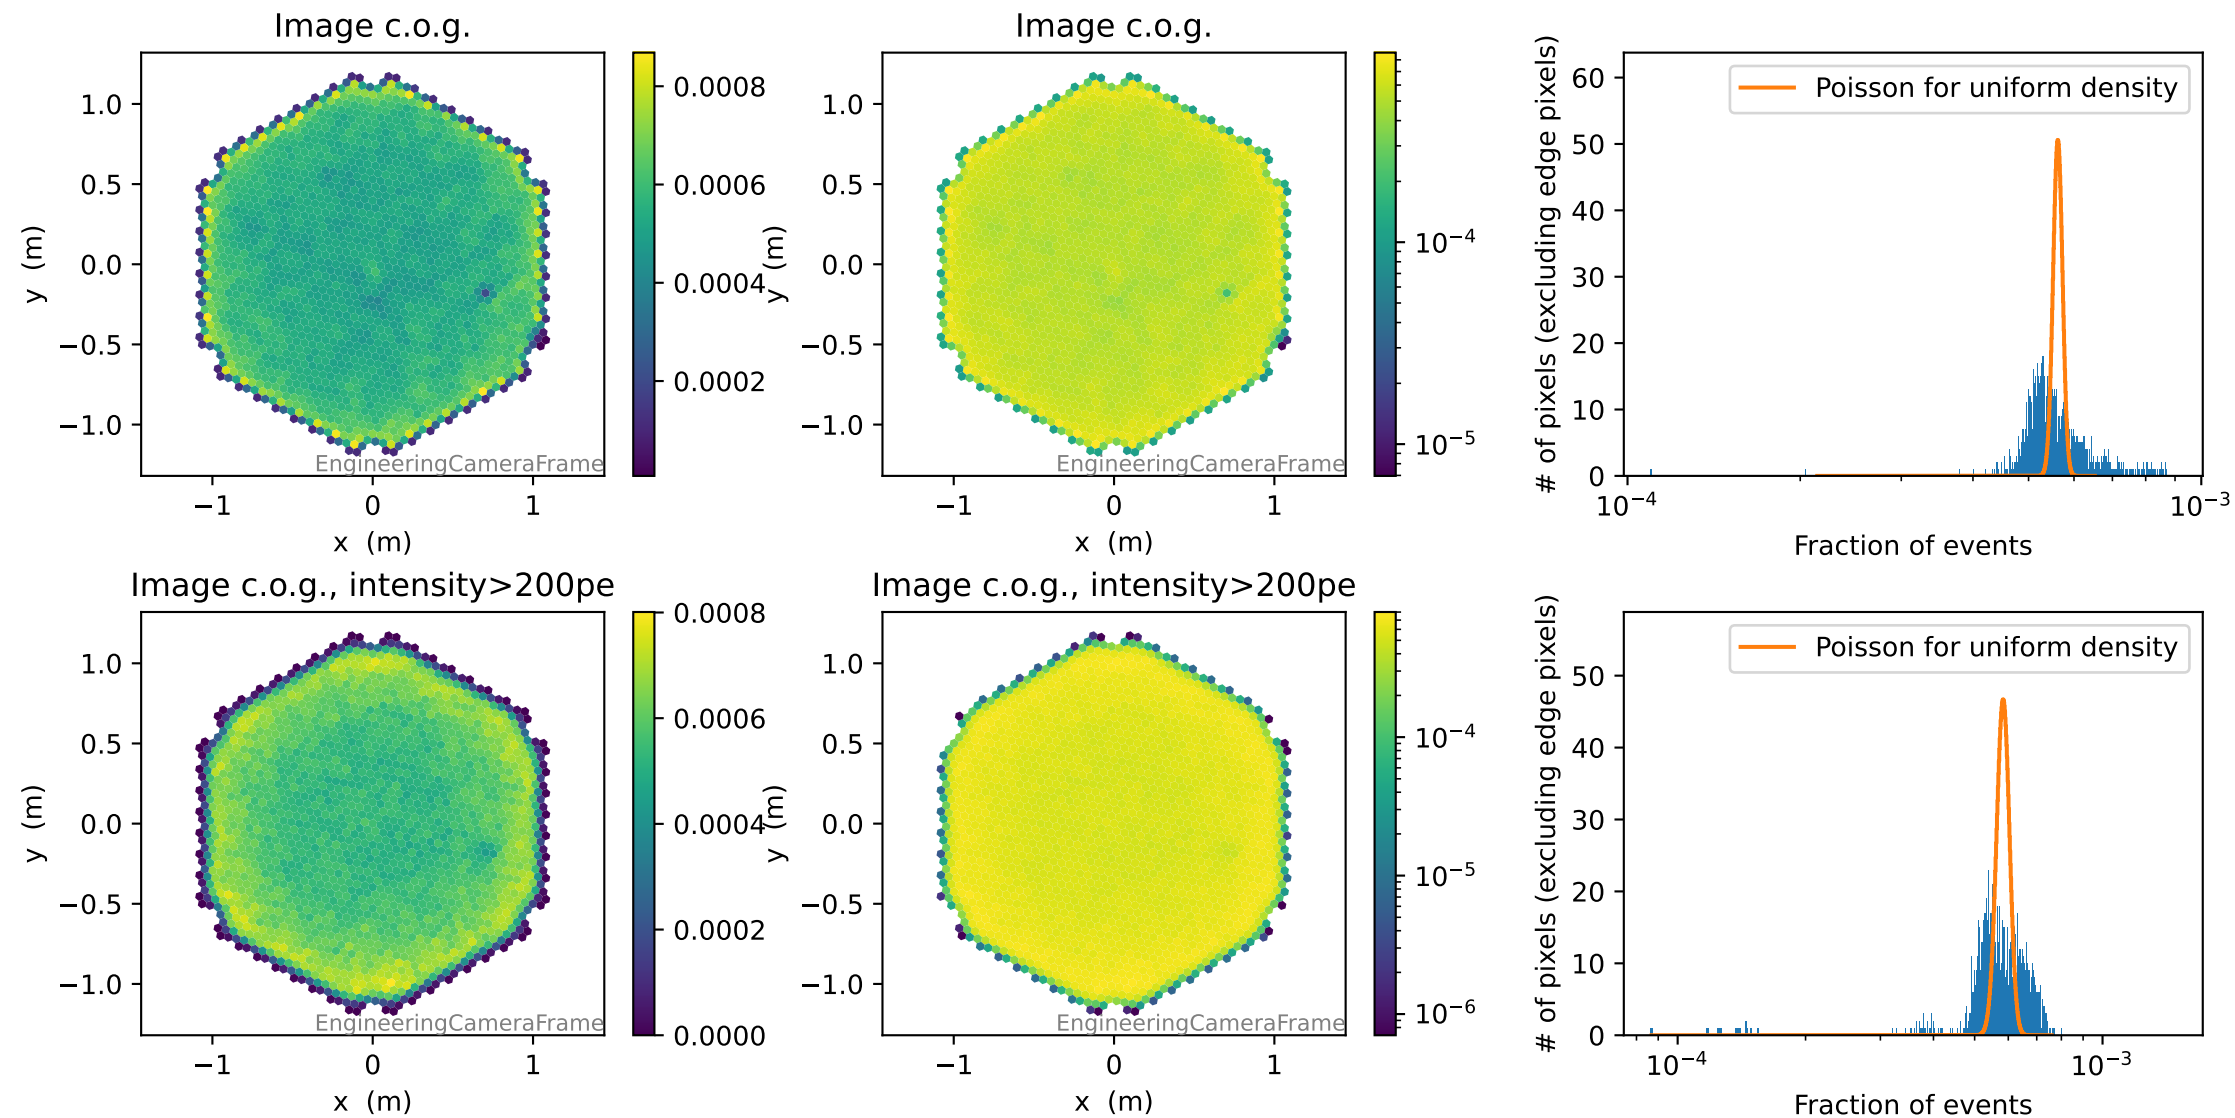 Image c.o.g.
y (m)
1.0
0.5
0.0
−0.5
−1.0
−1
0
1
x (m)
EngineeringCameraFrame
0.0008
0.0006
0.0004
0.0002
Image c.o.g.
y (m)
1.0
0.5
0.0
−0.5
−1.0
−1
0
1
x (m)
EngineeringCameraFrame
10⁻⁴
10⁻⁵
# of pixels (excluding edge pixels)
60
50
40
30
20
10
0
Poisson for uniform density
10⁻⁴
10⁻³
Fraction of events
Image c.o.g., intensity>200pe
y (m)
1.0
0.5
0.0
−0.5
−1.0
−1
0
1
x (m)
EngineeringCameraFrame
0.0008
0.0006
0.0004
0.0002
0.0000
Image c.o.g., intensity>200pe
y (m)
1.0
0.5
0.0
−0.5
−1.0
−1
0
1
x (m)
EngineeringCameraFrame
10⁻⁴
10⁻⁵
10⁻⁶
# of pixels (excluding edge pixels)
50
40
30
20
10
0
Poisson for uniform density
10⁻⁴
10⁻³
Fraction of events